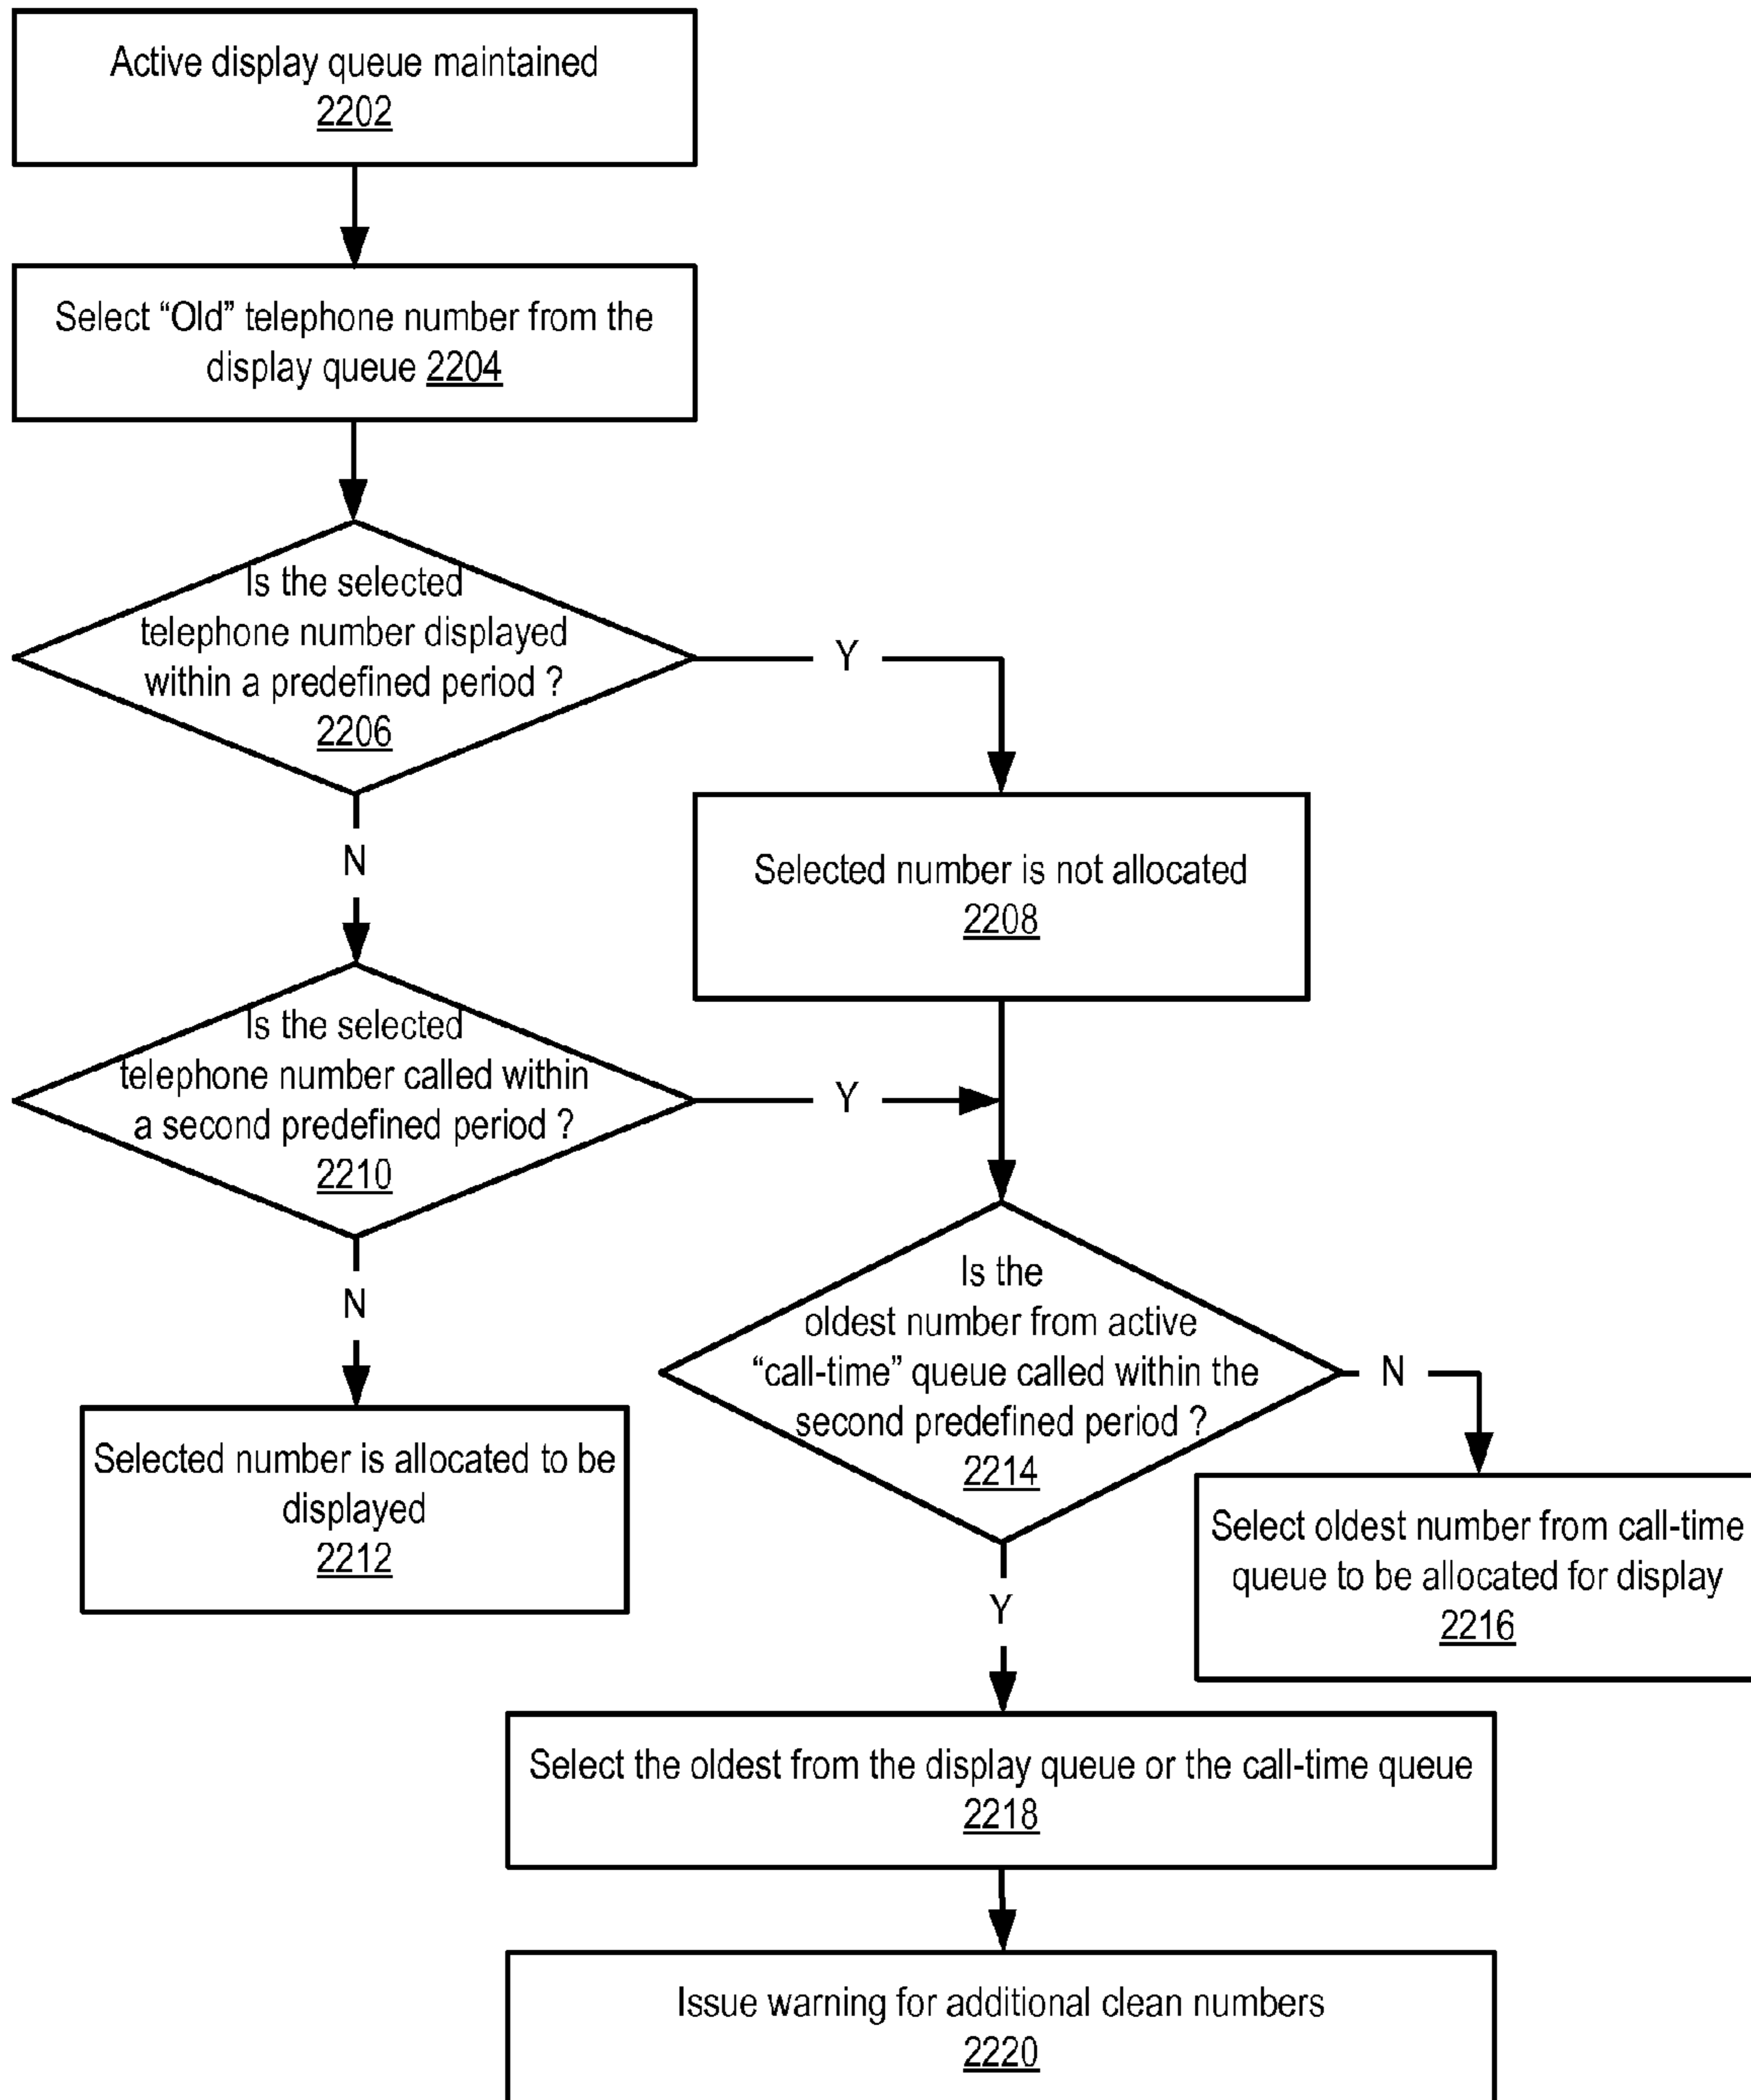 Active display queue maintained
2202
Select “Old” telephone number from the
display queue 2204
Is the selected
telephone number displayed
within a predefined period ?
2206
Y
N
Selected number is not allocated
2208
Is the selected
telephone number called within
a second predefined period ?
2210
Y
N
Is the
oldest number from active
“call-time” queue called within the
second predefined period ?
2214
N
Selected number is allocated to be
displayed
2212
Select oldest number from call-time
queue to be allocated for display
2216
Y
Select the oldest from the display queue or the call-time queue
2218
Issue warning for additional clean numbers
2220